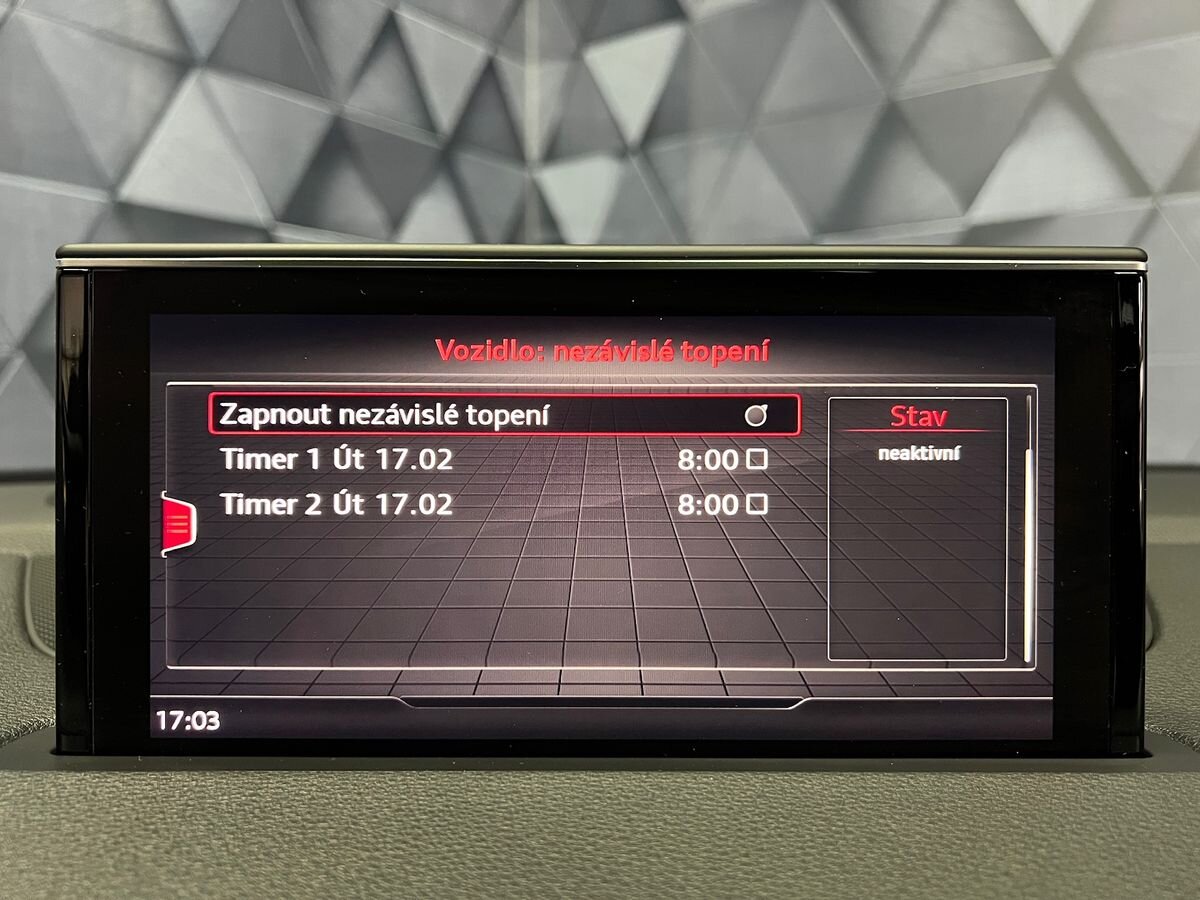 Vozidlo: nezávislé topení
Zapnout nezávislé topení
Timer 1 Út 17.02 8:00
Timer 2 Út 17.02 8:00
Stav
neaktivní
17:03